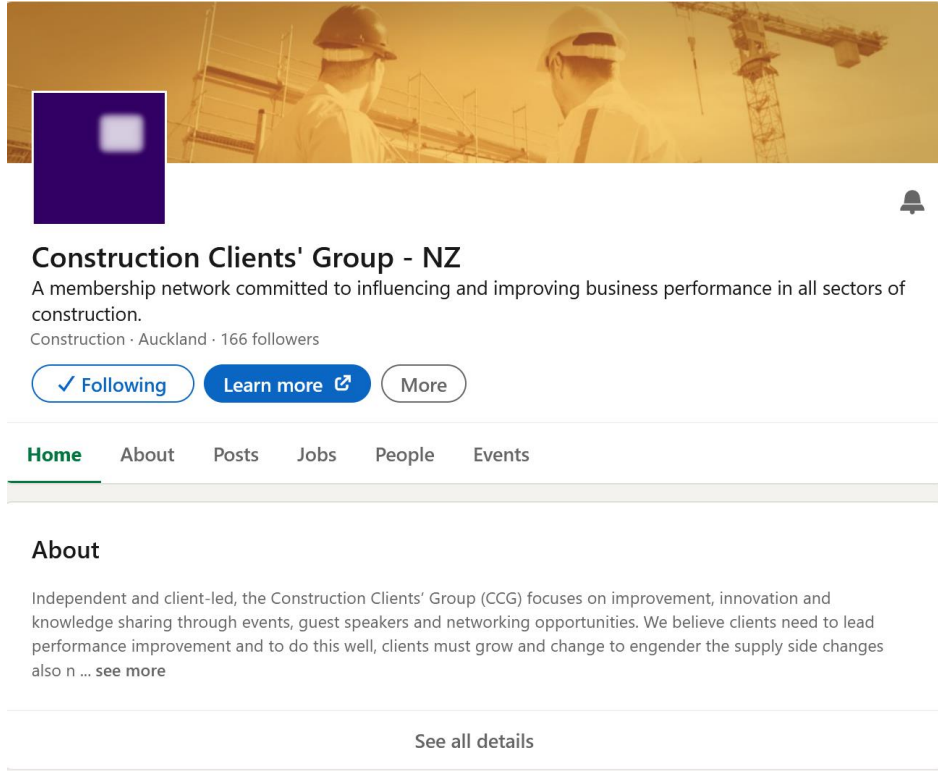 Construction Clients' Group - NZ
A membership network committed to influencing and improving business performance in all sectors of
construction.
Construction · Auckland · 166 followers
Following
Learn more
More
Home
About
Posts
Jobs
People
Events
About
Independent and client-led, the Construction Clients' Group (CCG) focuses on improvement, innovation and
knowledge sharing through events, guest speakers and networking opportunities. We believe clients need to lead
performance improvement and to do this well, clients must grow and change to engender the supply side changes
also n ... see more
See all details